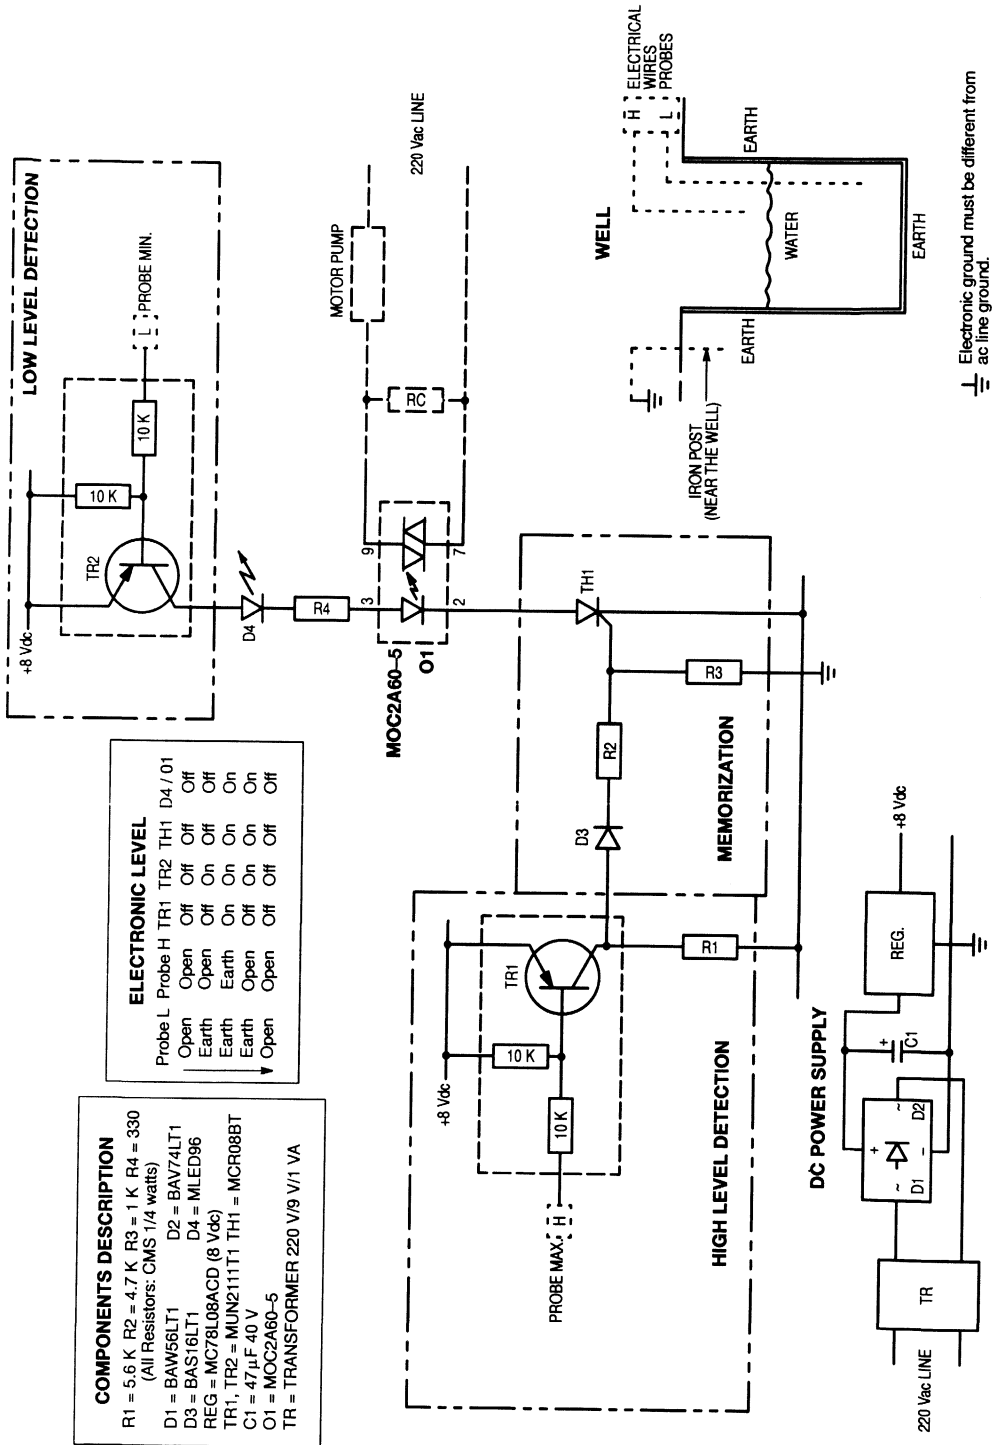 COMPONENTS DESCRIPTION
R1 = 5.6 K R2 = 4.7 K R3 = 1 K R4 = 330
(All Resistors: CMS 1/4 watts)
D1 = BAW56LT1 D2 = BAV74LT1
D3 = BAS16LT1 D4 = MLED96
REG = MC78L08ACD (8 Vdc)
TR1, TR2 = MUN2111T1 TH1 = MCR08BT
C1 = 47µF 40 V
O1 = MOC2A60–5
TR = TRANSFORMER 220 V/9 V/1 VA
ELECTRONIC LEVEL
Probe L Probe H TR1 TR2 TH1 D4 / 01
Open Open Off Off Off Off
Earth Open Off On Off Off
Earth Earth On On On On
Earth Open Off On On On
Open Open Off Off Off Off
LOW LEVEL DETECTION
+8 Vdc
10 K
10 K
L
PROBE MIN.
TR2
D4
R4
3
9
2
7
MOC2A60–5
O1
MOTOR PUMP
RC
220 Vac LINE
TH1
R3
R2
D3
MEMORIZATION
+8 Vdc
TR1
10 K
10 K
PROBE MAX.
H
R1
HIGH LEVEL DETECTION
WELL
H
L
ELECTRICAL
WIRES
PROBES
EARTH
WATER
EARTH
EARTH
IRON POST
(NEAR THE WELL)
DC POWER SUPPLY
220 Vac LINE
TR
~
~
+
–
D1
D2
+
C1
REG.
+8 Vdc
Electronic ground must be different from
ac line ground.